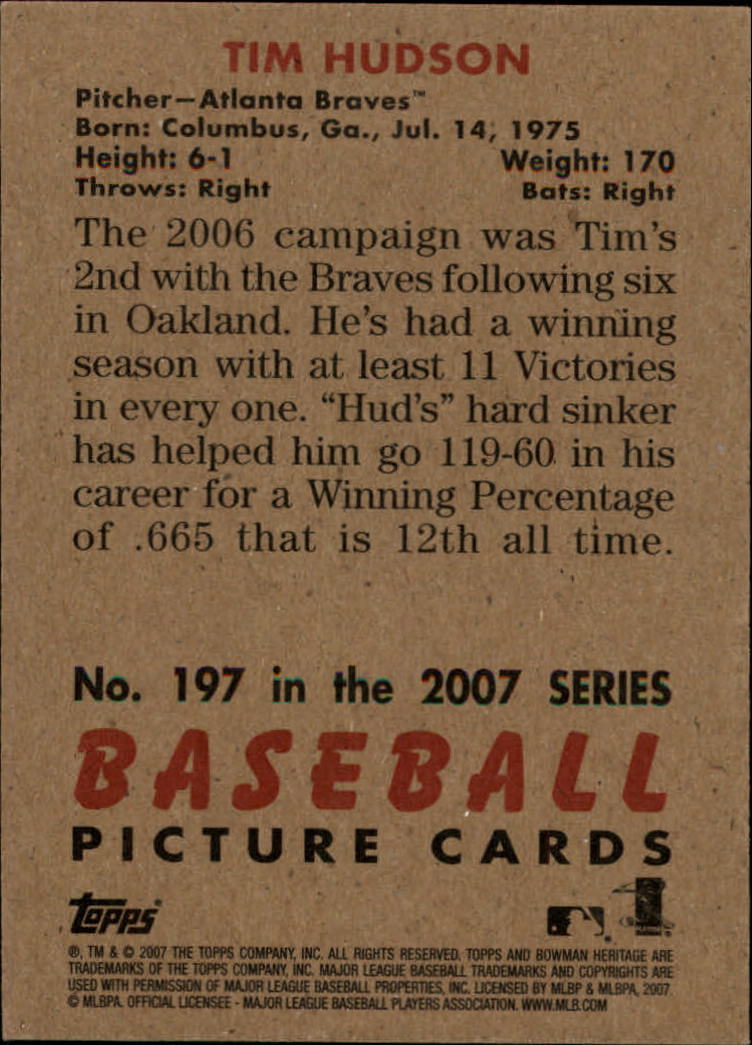 TIM HUDSON
Pitcher—Atlanta Braves™
Born: Columbus, Ga., Jul. 14, 1975
Height: 6-1 Weight: 170
Throws: Right Bats: Right
The 2006 campaign was Tim's
2nd with the Braves following six
in Oakland. He's had a winning
season with at least 11 Victories
in every one. “Hud's” hard sinker
has helped him go 119-60 in his
career for a Winning Percentage
of .665 that is 12th all time.
No. 197 in the 2007 SERIES
BASEBALL
PICTURE CARDS
Topps
®, TM & © 2007 THE TOPPS COMPANY, INC. ALL RIGHTS RESERVED. TOPPS AND BOWMAN HERITAGE ARE
TRADEMARKS OF THE TOPPS COMPANY, INC. MAJOR LEAGUE BASEBALL TRADEMARKS AND COPYRIGHTS ARE
USED WITH PERMISSION OF MAJOR LEAGUE BASEBALL PROPERTIES, INC. LICENSED BY MLBP & MLBPA, 2007
© MLBPA. OFFICIAL LICENSEE - MAJOR LEAGUE BASEBALL PLAYERS ASSOCIATION. WWW.MLB.COM